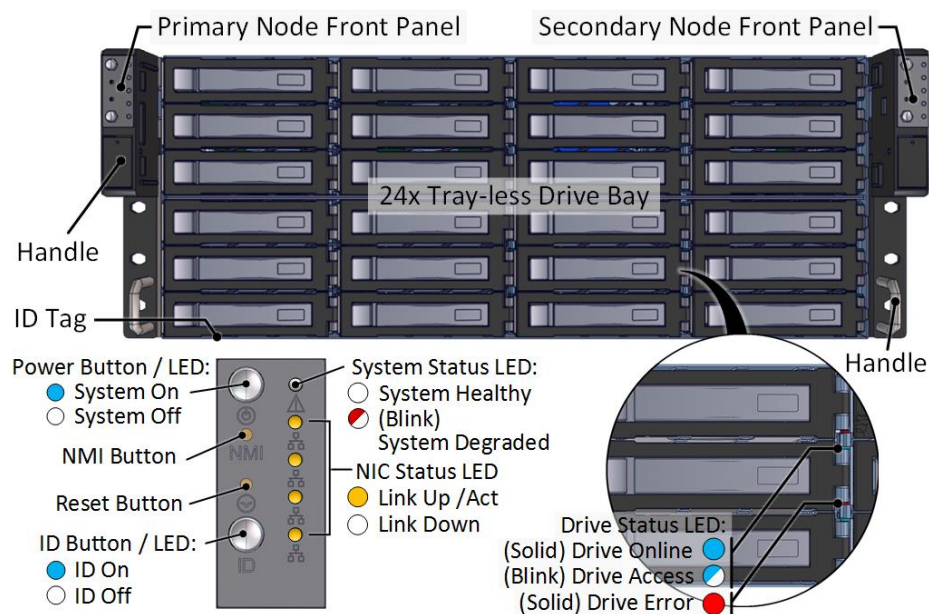 Primary Node Front Panel
Secondary Node Front Panel
24x Tray-less Drive Bay
Handle
ID Tag
Handle
Power Button / LED:
System On
System Off
NMI Button
Reset Button
ID Button / LED:
ID On
ID Off
NMI
ID
System Status LED:
System Healthy
(Blink)
System Degraded
NIC Status LED
Link Up /Act
Link Down
Drive Status LED:
(Solid) Drive Online
(Blink) Drive Access
(Solid) Drive Error